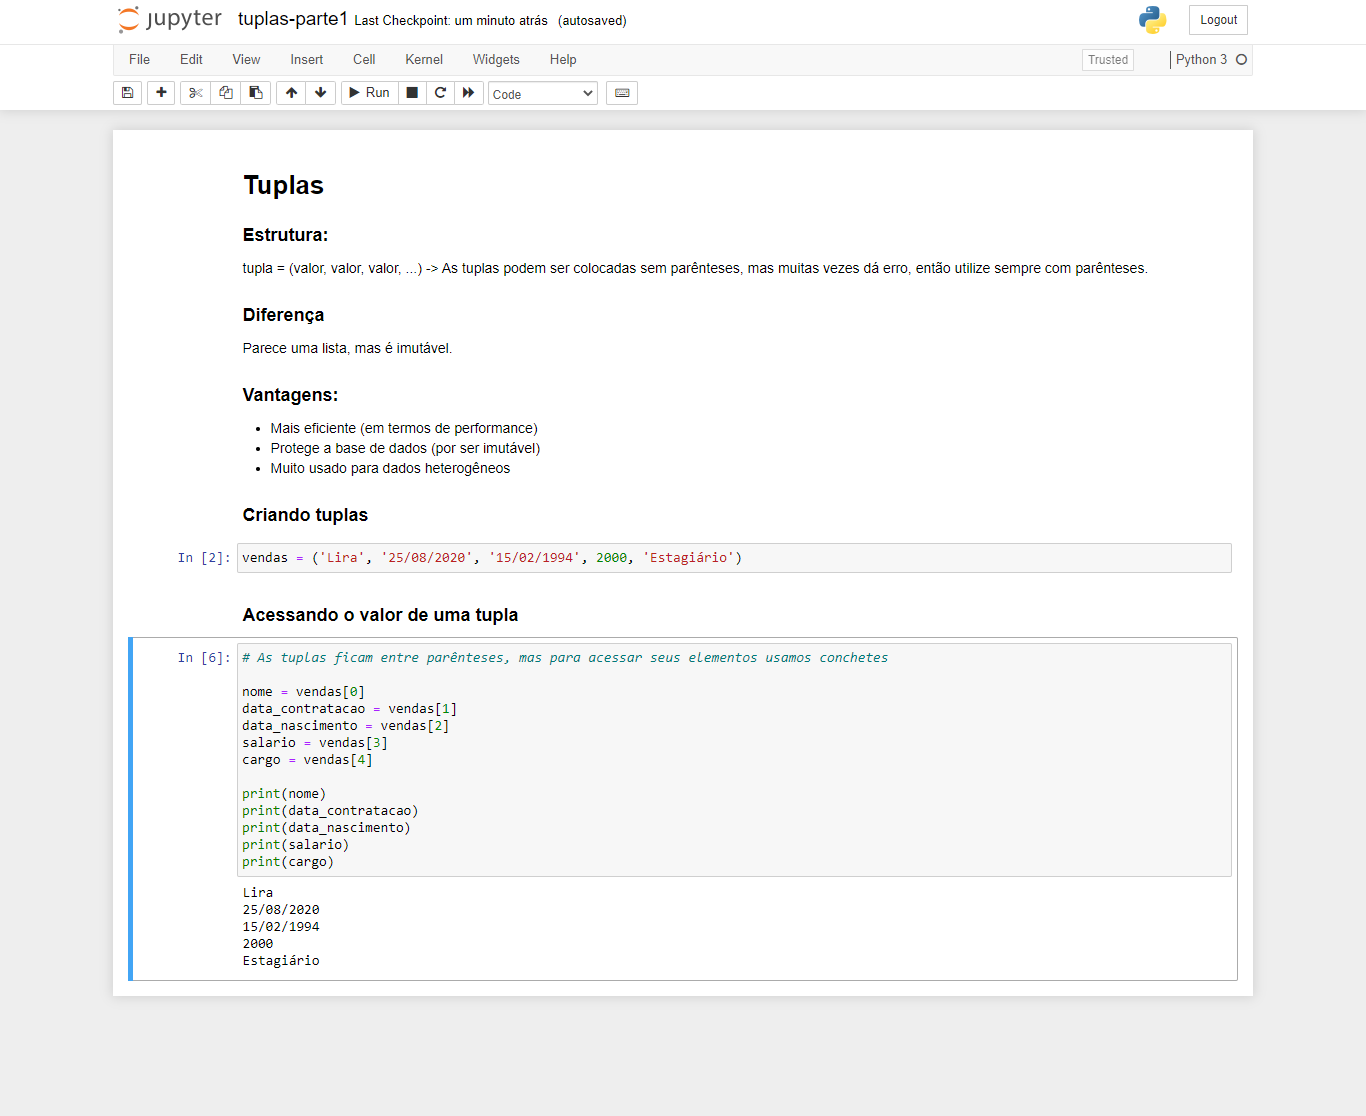 jupyter tuplas-parte1 Last Checkpoint: um minuto atrás (autosaved) Logout
File Edit View Insert Cell Kernel Widgets Help Trusted Python 3
Run Code
Tuplas
Estrutura:
tupla = (valor, valor, valor, ...) -> As tuplas podem ser colocadas sem parênteses, mas muitas vezes dá erro, então utilize sempre com parênteses.
Diferença
Parece uma lista, mas é imutável.
Vantagens:
• Mais eficiente (em termos de performance)
• Protege a base de dados (por ser imutável)
• Muito usado para dados heterogêneos
Criando tuplas
In [2]: vendas = ('Lira', '25/08/2020', '15/02/1994', 2000, 'Estagiário')
Acessando o valor de uma tupla
In [6]: # As tuplas ficam entre parênteses, mas para acessar seus elementos usamos conchetes
nome = vendas[0]
data_contratacao = vendas[1]
data_nascimento = vendas[2]
salario = vendas[3]
cargo = vendas[4]
print(nome)
print(data_contratacao)
print(data_nascimento)
print(salario)
print(cargo)
Lira
25/08/2020
15/02/1994
2000
Estagiário